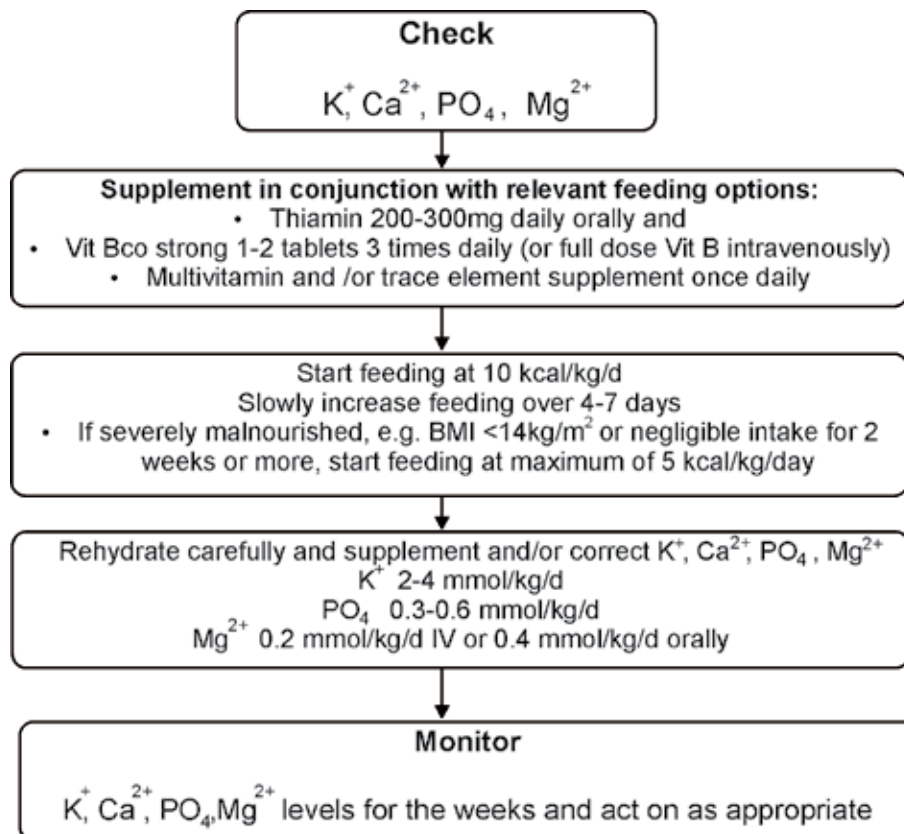 Check
K⁺, Ca²⁺, PO₄, Mg²⁺
Supplement in conjunction with relevant feeding options:
• Thiamin 200-300mg daily orally and
• Vit Bco strong 1-2 tablets 3 times daily (or full dose Vit B intravenously)
• Multivitamin and /or trace element supplement once daily
Start feeding at 10 kcal/kg/d
Slowly increase feeding over 4-7 days
• If severely malnourished, e.g. BMI <14kg/m² or negligible intake for 2
weeks or more, start feeding at maximum of 5 kcal/kg/day
Rehydrate carefully and supplement and/or correct K⁺, Ca²⁺, PO₄ , Mg²⁺
K⁺ 2-4 mmol/kg/d
PO₄ 0.3-0.6 mmol/kg/d
Mg²⁺ 0.2 mmol/kg/d IV or 0.4 mmol/kg/d orally
Monitor
K⁺, Ca²⁺, PO₄,Mg²⁺ levels for the weeks and act on as appropriate